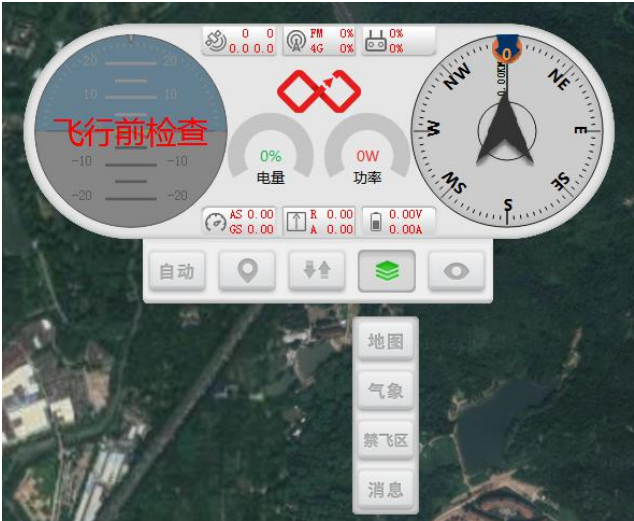 0 0
0.0 0.0
FM 0%
4G 0%
0%
0%
20 20
10 10
飞行前检查
-10 -10
-20 -20
0%
电量
0W
功率
0
NW
NE
W
E
SW
SE
S
AS 0.00
GS 0.00
R 0.00
A 0.00
0.00V
0.00A
自动
地图
气象
禁飞区
消息